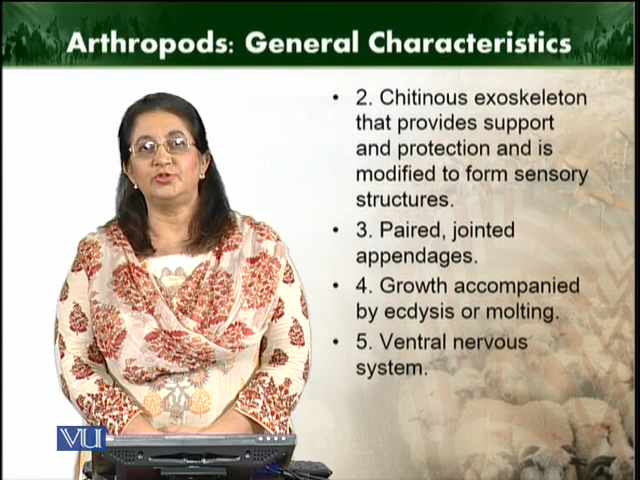 Arthropods: General Characteristics
• 2. Chitinous exoskeleton
that provides support
and protection and is
modified to form sensory
structures.
• 3. Paired, jointed
appendages.
• 4. Growth accompanied
by ecdysis or molting.
• 5. Ventral nervous
system.
VU